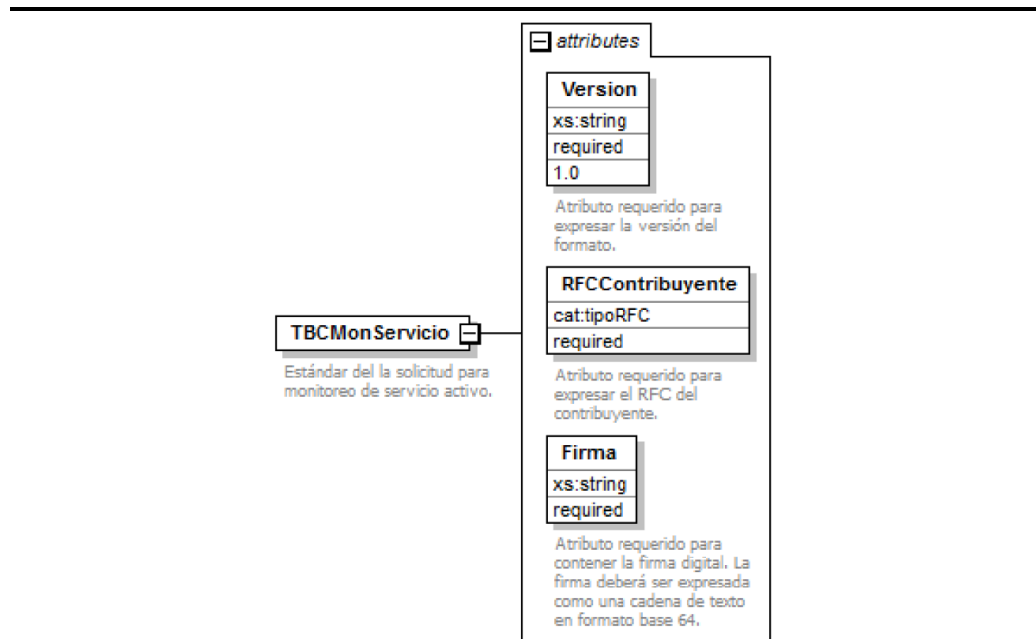 attributes
Version
xs:string
required
1.0
Atributo requerido para
expresar la versión del
formato.
RFCContribuyente
cat:tipoRFC
required
Atributo requerido para
expresar el RFC del
contribuyente.
TBCMonServicio
Estándar del la solicitud para
monitoreo de servicio activo.
Firma
xs:string
required
Atributo requerido para
contener la firma digital. La
firma deberá ser expresada
como una cadena de texto
en formato base 64.